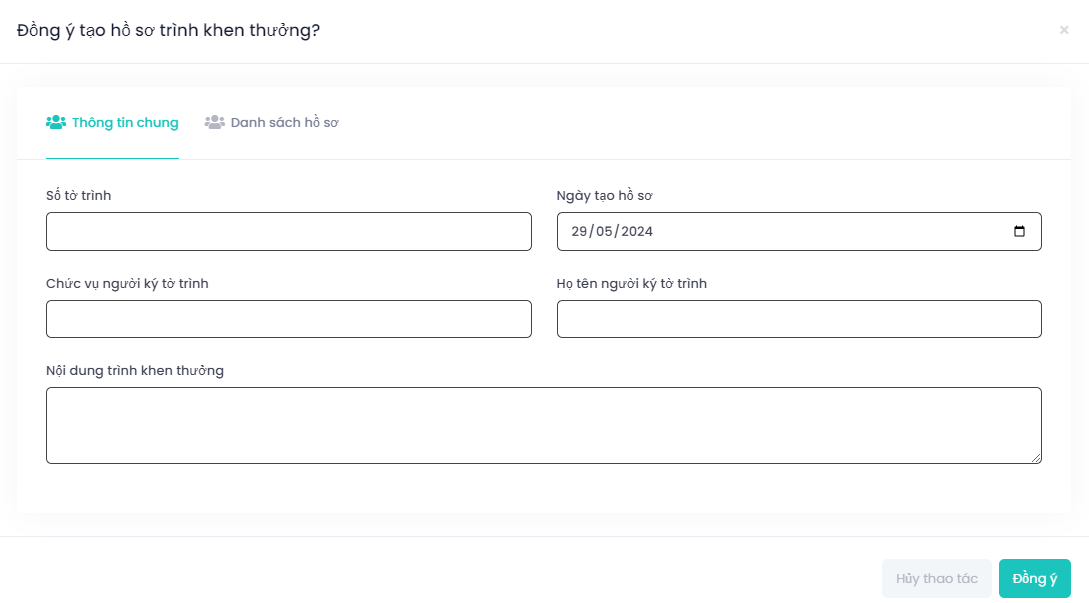 Đồng ý tạo hồ sơ trình khen thưởng?
×
Thông tin chung
Danh sách hồ sơ
Số tờ trình
Ngày tạo hồ sơ
29/05/2024
Chức vụ người ký tờ trình
Họ tên người ký tờ trình
Nội dung trình khen thưởng
Hủy thao tác
Đồng ý